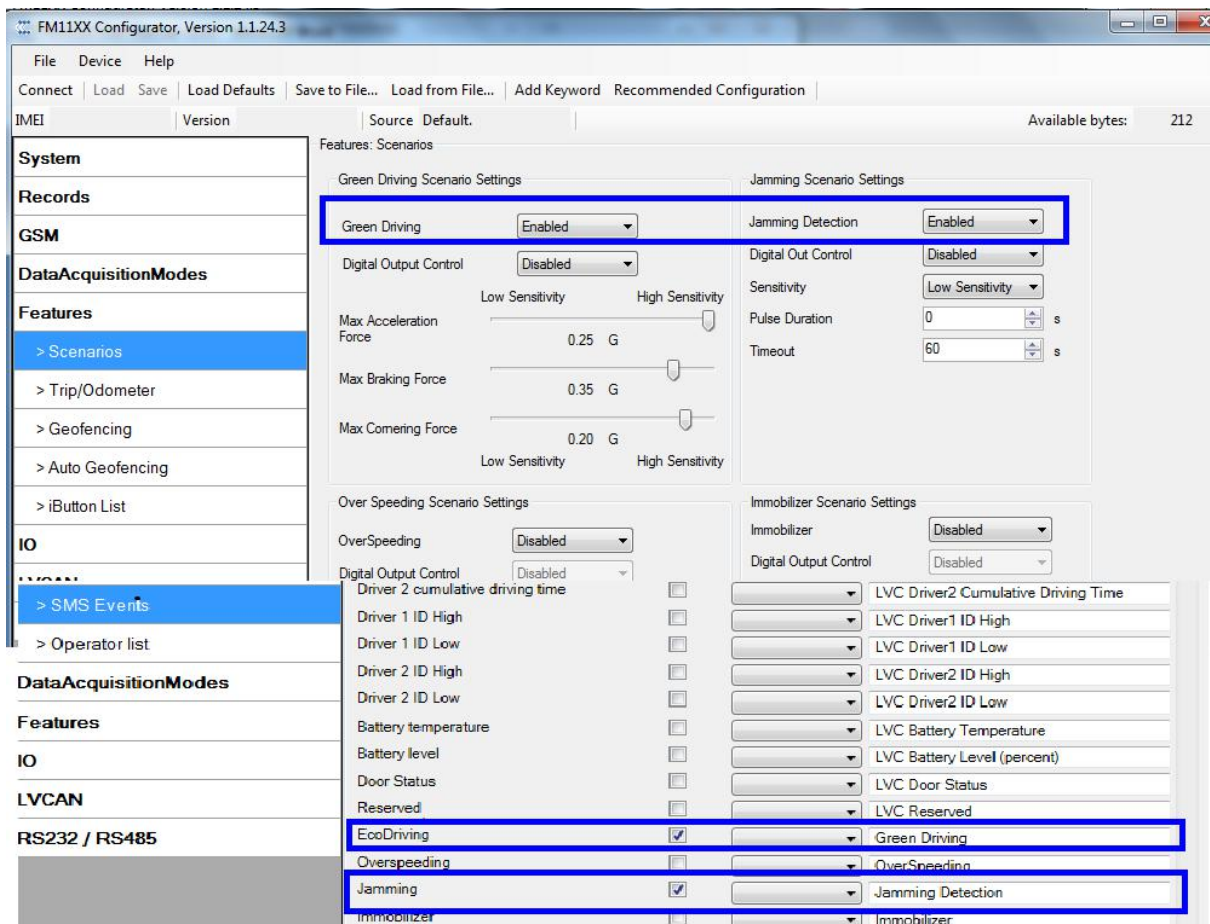 FM11XX Configurator, Version 1.1.24.3
File Device Help
Connect Load Save Load Defaults Save to File... Load from File... Add Keyword Recommended Configuration
IMEI Version Source Default. Available bytes: 212
System
Records
GSM
DataAcquisitionModes
Features
> Scenarios
> Trip/Odometer
> Geofencing
> Auto Geofencing
> iButton List
IO
Features: Scenarios
Green Driving Scenario Settings
Green Driving Enabled
Digital Output Control Disabled
Low Sensitivity High Sensitivity
Max Acceleration
Force
0.25 G
Max Braking Force
0.35 G
Max Cornering Force
0.20 G
Low Sensitivity High Sensitivity
Jamming Scenario Settings
Jamming Detection Enabled
Digital Out Control Disabled
Sensitivity Low Sensitivity
Pulse Duration 0 s
Timeout 60 s
Over Speeding Scenario Settings
OverSpeeding Disabled
Digital Output Control Disabled
Immobilizer Scenario Settings
Immobilizer Disabled
Digital Output Control Disabled
> SMS Events
> Operator list
DataAcquisitionModes
Features
IO
LVCAN
RS232 / RS485
Driver 2 cumulative driving time LVC Driver2 Cumulative Driving Time
Driver 1 ID High LVC Driver1 ID High
Driver 1 ID Low LVC Driver1 ID Low
Driver 2 ID High LVC Driver2 ID High
Driver 2 ID Low LVC Driver2 ID Low
Battery temperature LVC Battery Temperature
Battery level LVC Battery Level (percent)
Door Status LVC Door Status
Reserved LVC Reserved
EcoDriving Green Driving
Overspeeding OverSpeeding
Jamming Jamming Detection
Immobilizer Immobilizer